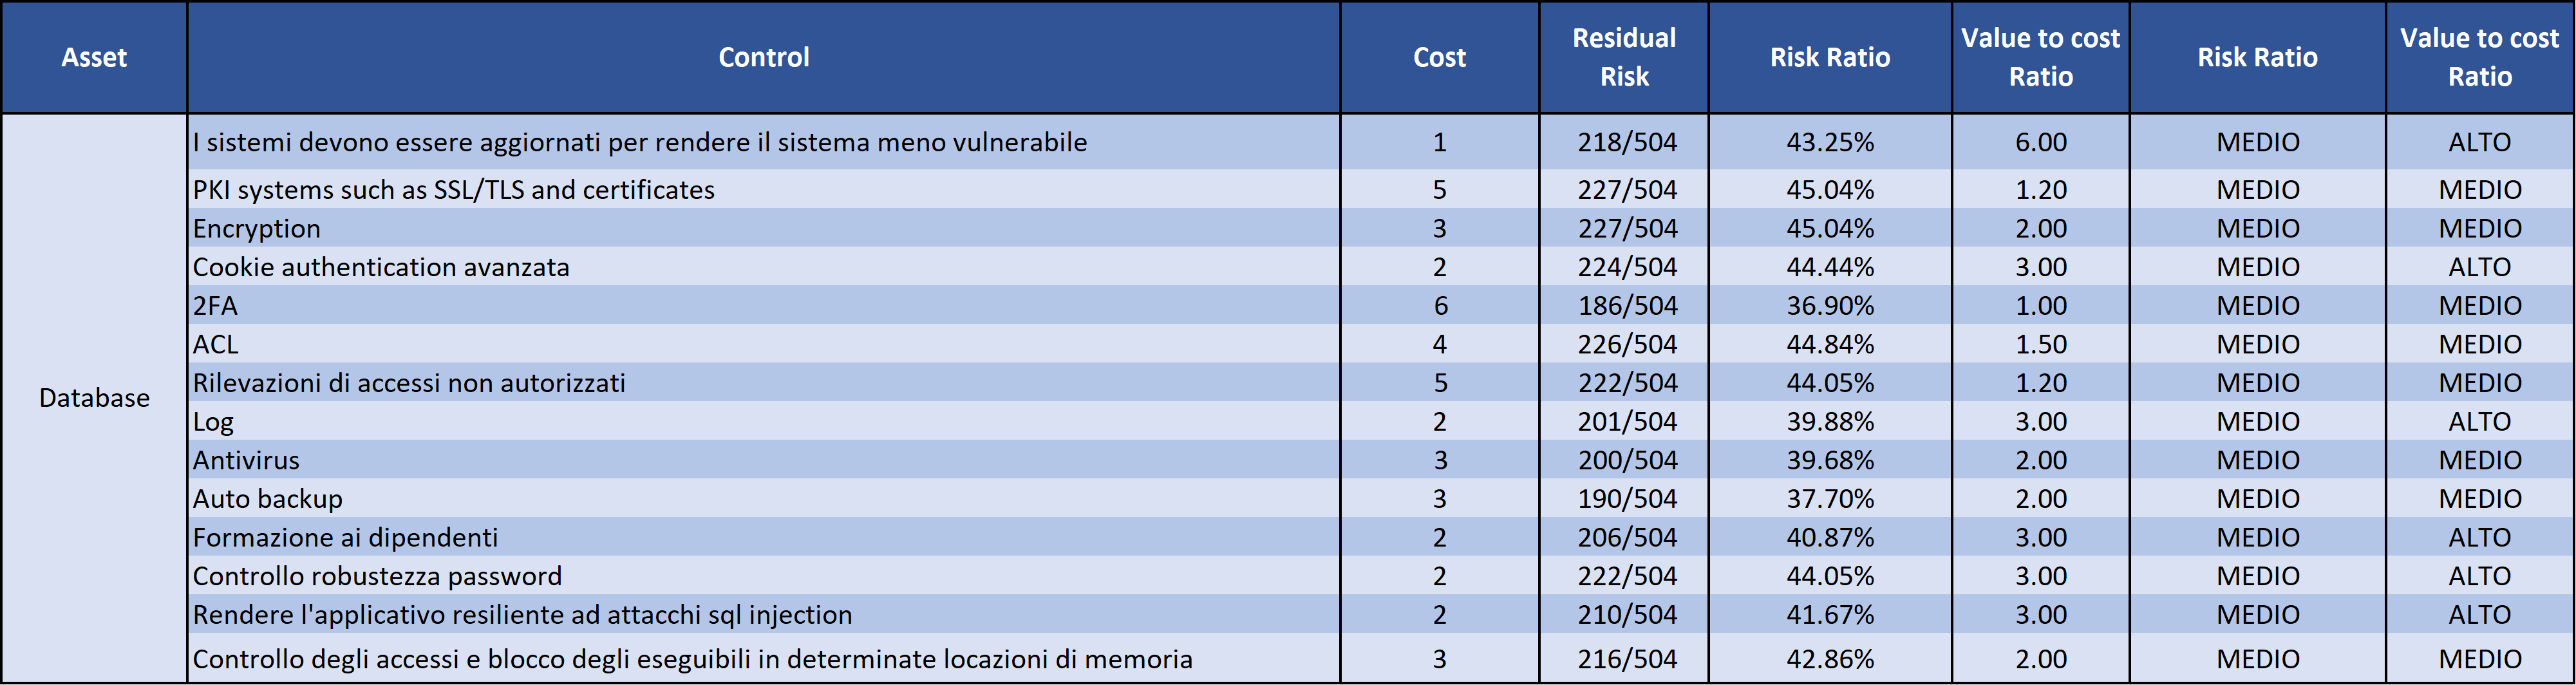 Asset Control Cost Residual Risk Risk Ratio Value to cost Ratio Risk Ratio Value to cost Ratio
I sistemi devono essere aggiornati per rendere il sistema meno vulnerabile 1 218/504 43.25% 6.00 MEDIO ALTO
PKI systems such as SSL/TLS and certificates 5 227/504 45.04% 1.20 MEDIO MEDIO
Encryption 3 227/504 45.04% 2.00 MEDIO MEDIO
Cookie authentication avanzata 2 224/504 44.44% 3.00 MEDIO ALTO
2FA 6 186/504 36.90% 1.00 MEDIO MEDIO
ACL 4 226/504 44.84% 1.50 MEDIO MEDIO
Rilevazioni di accessi non autorizzati 5 222/504 44.05% 1.20 MEDIO MEDIO
Database
Log 2 201/504 39.88% 3.00 MEDIO ALTO
Antivirus 3 200/504 39.68% 2.00 MEDIO MEDIO
Auto backup 3 190/504 37.70% 2.00 MEDIO MEDIO
Formazione ai dipendenti 2 206/504 40.87% 3.00 MEDIO ALTO
Controllo robustezza password 2 222/504 44.05% 3.00 MEDIO ALTO
Rendere l'applicativo resiliente ad attacchi sql injection 2 210/504 41.67% 3.00 MEDIO ALTO
Controllo degli accessi e blocco degli eseguibili in determinate locazioni di memoria 3 216/504 42.86% 2.00 MEDIO MEDIO